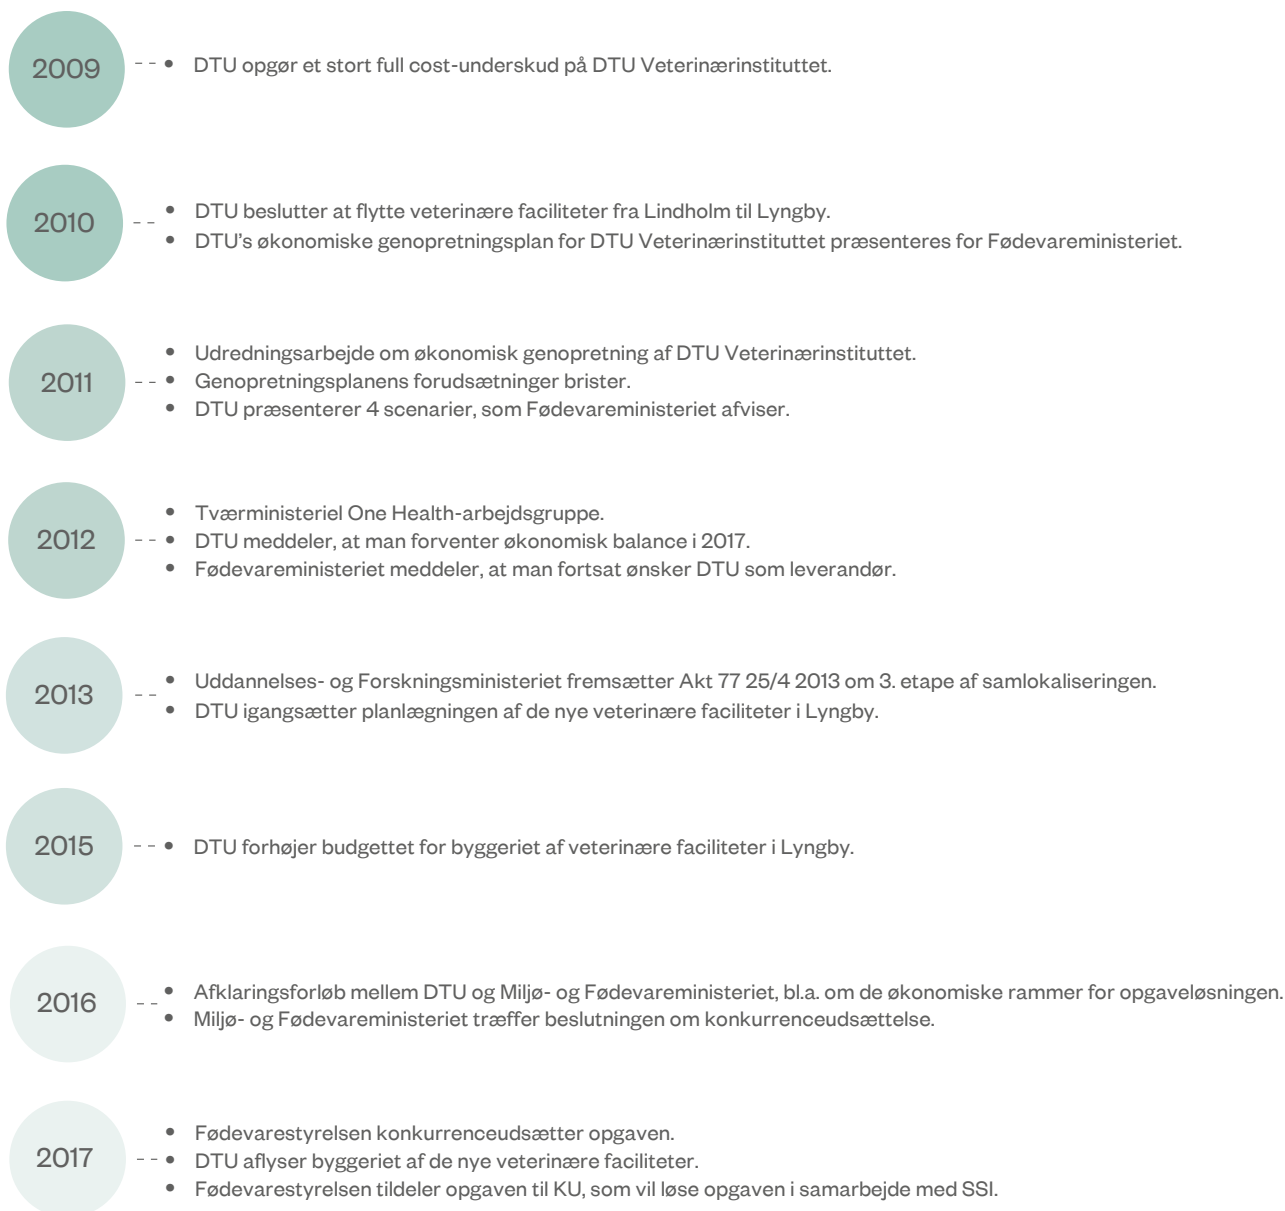 2009
• DTU opgør et stort full cost-underskud på DTU Veterinærinstituttet.
2010
• DTU beslutter at flytte veterinære faciliteter fra Lindholm til Lyngby.
• DTU's økonomiske genopretningsplan for DTU Veterinærinstituttet præsenteres for Fødevareministeriet.
2011
• Udredningsarbejde om økonomisk genopretning af DTU Veterinærinstituttet.
• Genopretningsplanens forudsætninger brister.
• DTU præsenterer 4 scenarier, som Fødevareministeriet afviser.
2012
• Tværministeriel One Health-arbejdsgruppe.
• DTU meddeler, at man forventer økonomisk balance i 2017.
• Fødevareministeriet meddeler, at man fortsat ønsker DTU som leverandør.
2013
• Uddannelses- og Forskningsministeriet fremsætter Akt 77 25/4 2013 om 3. etape af samlokaliseringen.
• DTU igangsætter planlægningen af de nye veterinære faciliteter i Lyngby.
2015
• DTU forhøjer budgettet for byggeriet af veterinære faciliteter i Lyngby.
2016
• Afklaringsforløb mellem DTU og Miljø- og Fødevareministeriet, bl.a. om de økonomiske rammer for opgaveløsningen.
• Miljø- og Fødevareministeriet træffer beslutningen om konkurrenceudsættelse.
2017
• Fødevarestyrelsen konkurrenceudsætter opgaven.
• DTU aflyser byggeriet af de nye veterinære faciliteter.
• Fødevarestyrelsen tildeler opgaven til KU, som vil løse opgaven i samarbejde med SSI.